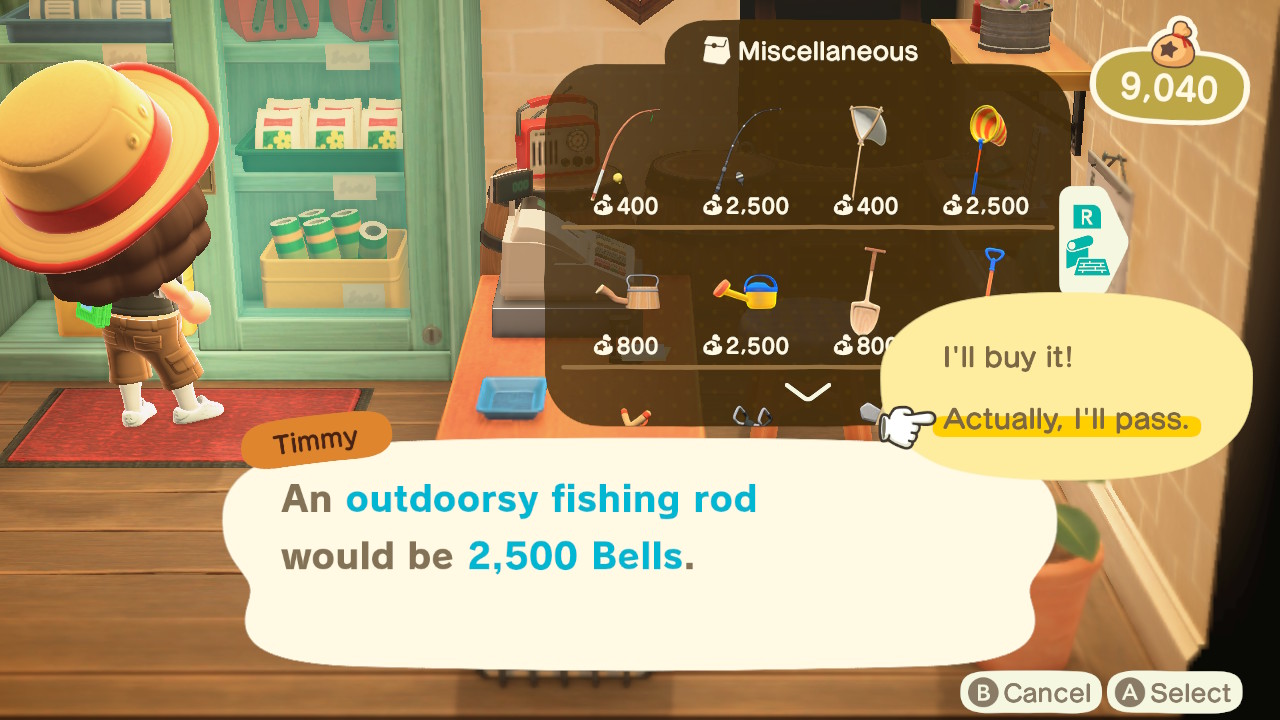 Miscellaneous
9,040
400
2,500
400
2,500
R
800
2,500
800
I'll buy it!
Actually, I'll pass.
Timmy
An outdoorsy fishing rod
would be 2,500 Bells.
B Cancel
A Select